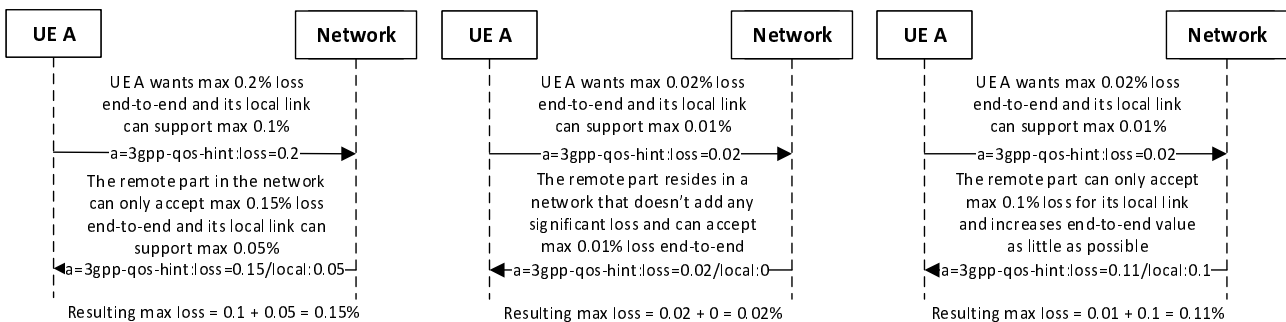 UE A
Network
UE A wants max 0.2% loss
end-to-end and its local link
can support max 0.1%
a=3gpp-qos-hint:loss=0.2
The remote part in the network
can only accept max 0.15% loss
end-to-end and its local link can
support max 0.05%
a=3gpp-qos-hint:loss=0.15/local:0.05
Resulting max loss = 0.1 + 0.05 = 0.15%
UE A
Network
UE A wants max 0.02% loss
end-to-end and its local link
can support max 0.01%
a=3gpp-qos-hint:loss=0.02
The remote part resides in a
network that doesn't add any
significant loss and can accept
max 0.01% loss end-to-end
a=3gpp-qos-hint:loss=0.02/local:0
Resulting max loss = 0.02 + 0 = 0.02%
UE A
Network
UE A wants max 0.02% loss
end-to-end and its local link
can support max 0.01%
a=3gpp-qos-hint:loss=0.02
The remote part can only accept
max 0.1% loss for its local link
and increases end-to-end value
as little as possible
a=3gpp-qos-hint:loss=0.11/local:0.1
Resulting max loss = 0.01 + 0.1 = 0.11%